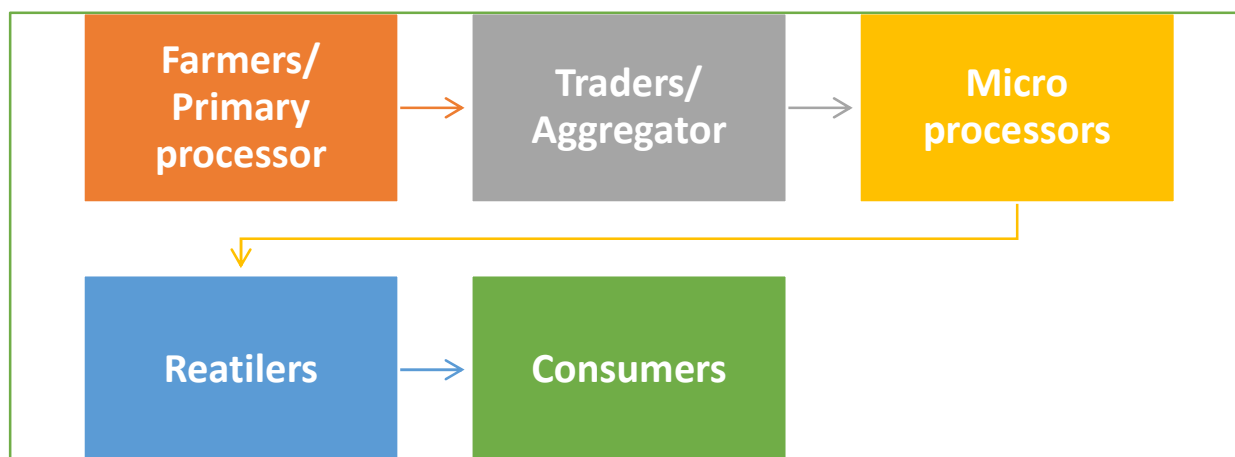 Farmers/
Primary
processor
Traders/
Aggregator
Micro
processors
Reatilers
Consumers